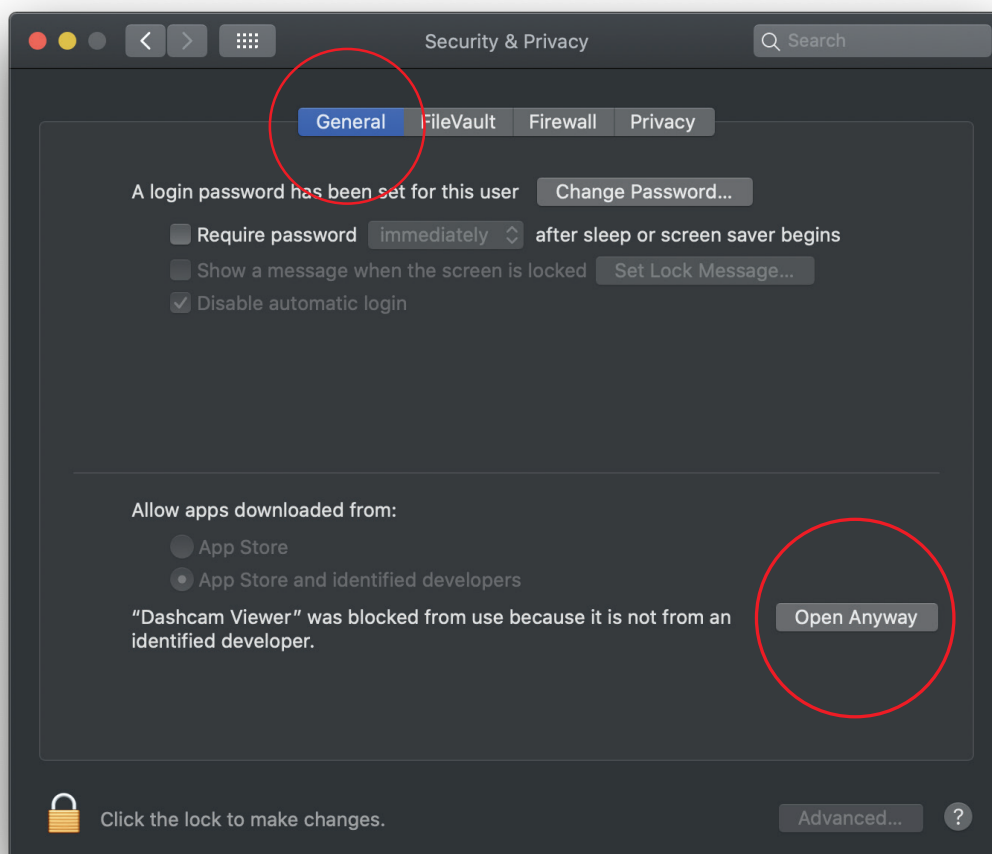 Security & Privacy
Search
General FileVault Firewall Privacy
A login password has been set for this user Change Password...
Require password immediately after sleep or screen saver begins
Show a message when the screen is locked Set Lock Message...
Disable automatic login
Allow apps downloaded from:
App Store
App Store and identified developers
“Dashcam Viewer” was blocked from use because it is not from an Open Anyway
identified developer.
Click the lock to make changes. Advanced... ?